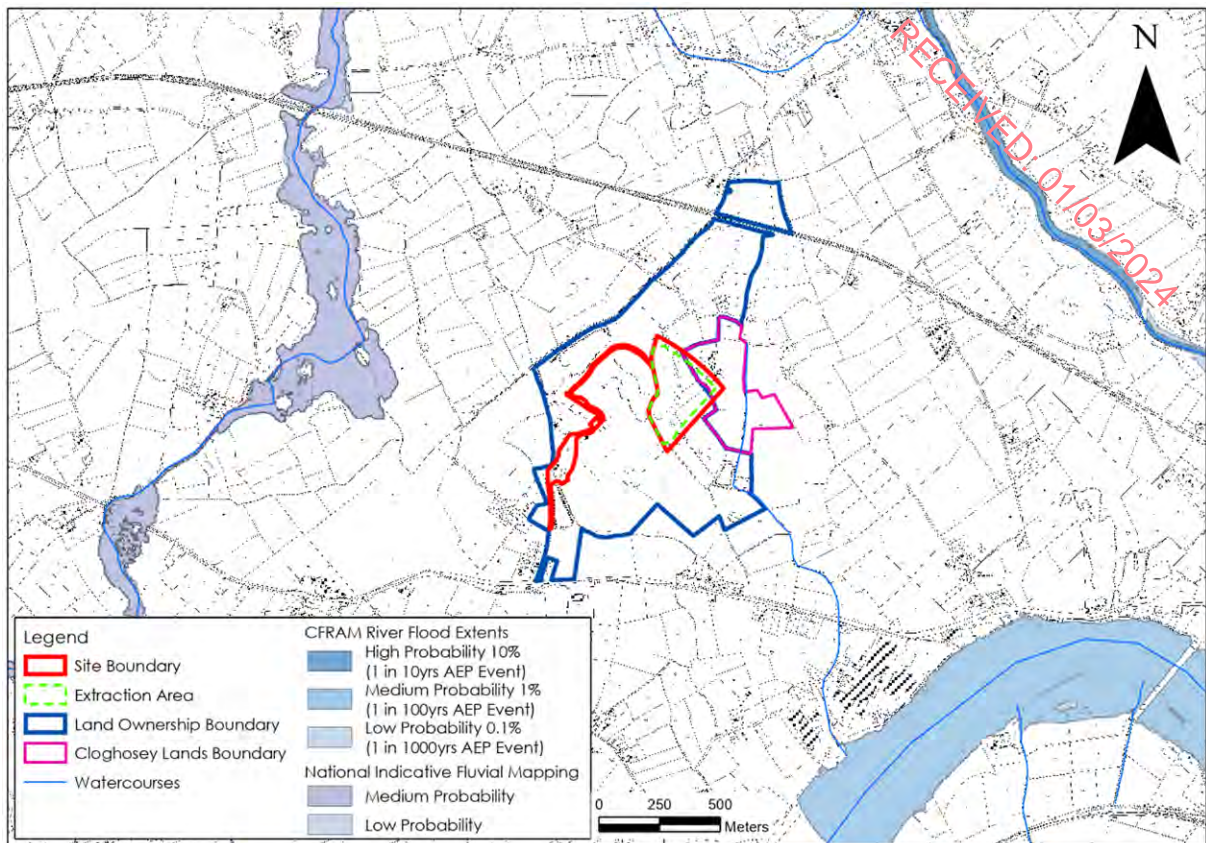 N
RECEIVED: 01/03/2024
Legend
Site Boundary
Extraction Area
Land Ownership Boundary
Cloghosey Lands Boundary
Watercourses
CFRAM River Flood Extents
High Probability 10%
(1 in 10yrs AEP Event)
Medium Probability 1%
(1 in 100yrs AEP Event)
Low Probability 0.1%
(1 in 1000yrs AEP Event)
National Indicative Fluvial Mapping
Medium Probability
Low Probability
0 250 500
Meters